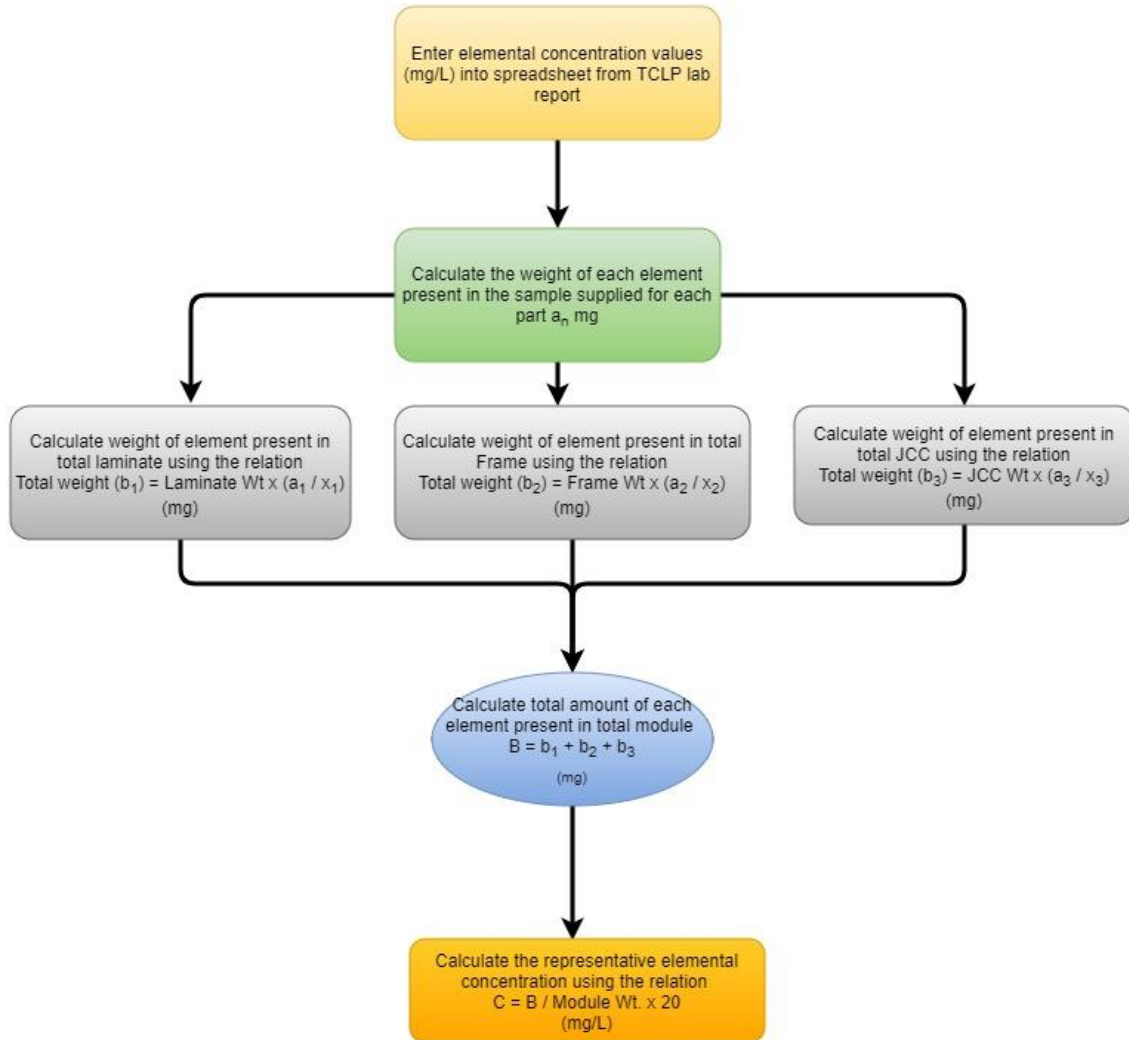 Enter elemental concentration values
(mg/L) into spreadsheet from TCLP lab
report
Calculate the weight of each element
present in the sample supplied for each
part aₙ mg
Calculate weight of element present in
total laminate using the relation
Total weight (b₁) = Laminate Wt x (a₁ / x₁)
(mg)
Calculate weight of element present in total
Frame using the relation
Total weight (b₂) = Frame Wt x (a₂ / x₂)
(mg)
Calculate weight of element present in
total JCC using the relation
Total weight (b₃) = JCC Wt x (a₃ / x₃)
(mg)
Calculate total amount of each
element present in total module
B = b₁ + b₂ + b₃
(mg)
Calculate the representative elemental
concentration using the relation
C = B / Module Wt. x 20
(mg/L)